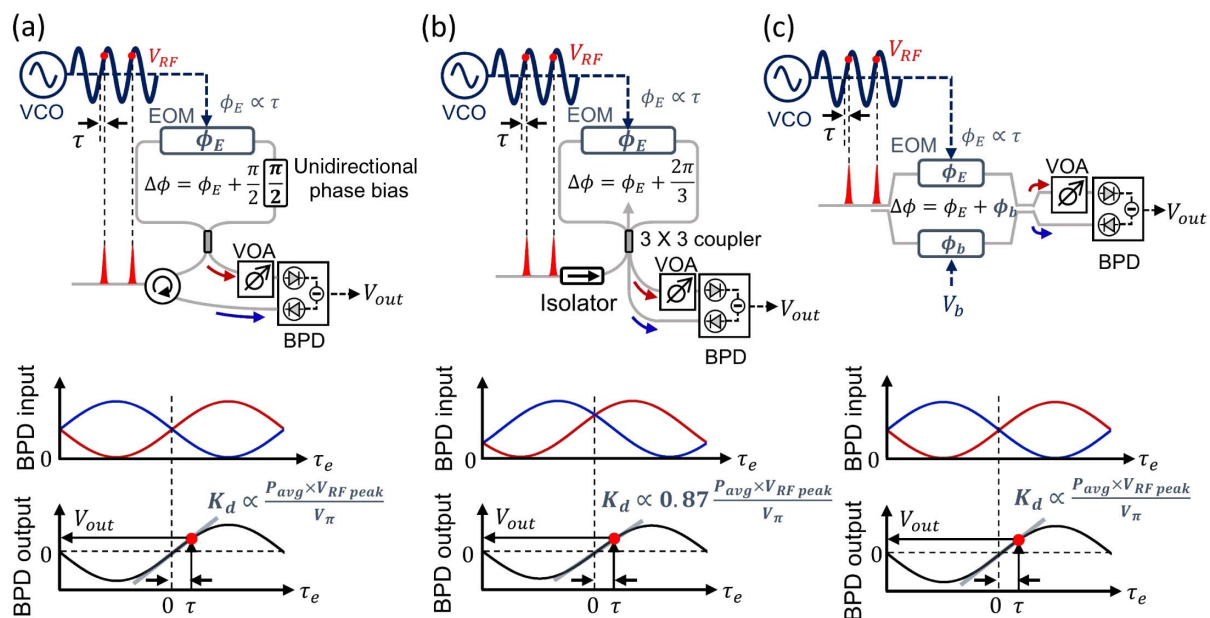 (a)
V_RF
VCO
τ
EOM
ϕ_E ∝ τ
ϕ_E
Δϕ = ϕ_E + π/2
π/2
Unidirectional
phase bias
VOA
V_out
BPD
BPD input
0
τ_e
BPD output
V_out
K_d ∝ P_avg×V_RF peak / V_π
0
0 τ
τ_e
(b)
V_RF
VCO
τ
EOM
ϕ_E ∝ τ
ϕ_E
Δϕ = ϕ_E + 2π/3
3 X 3 coupler
VOA
Isolator
V_out
BPD
BPD input
0
τ_e
BPD output
V_out
K_d ∝ 0.87 P_avg×V_RF peak / V_π
0
0 τ
τ_e
(c)
V_RF
VCO
τ
EOM
ϕ_E ∝ τ
ϕ_E
VOA
Δϕ = ϕ_E + ϕ_b
V_out
ϕ_b
BPD
V_b
BPD input
0
τ_e
BPD output
V_out
K_d ∝ P_avg×V_RF peak / V_π
0
0 τ
τ_e